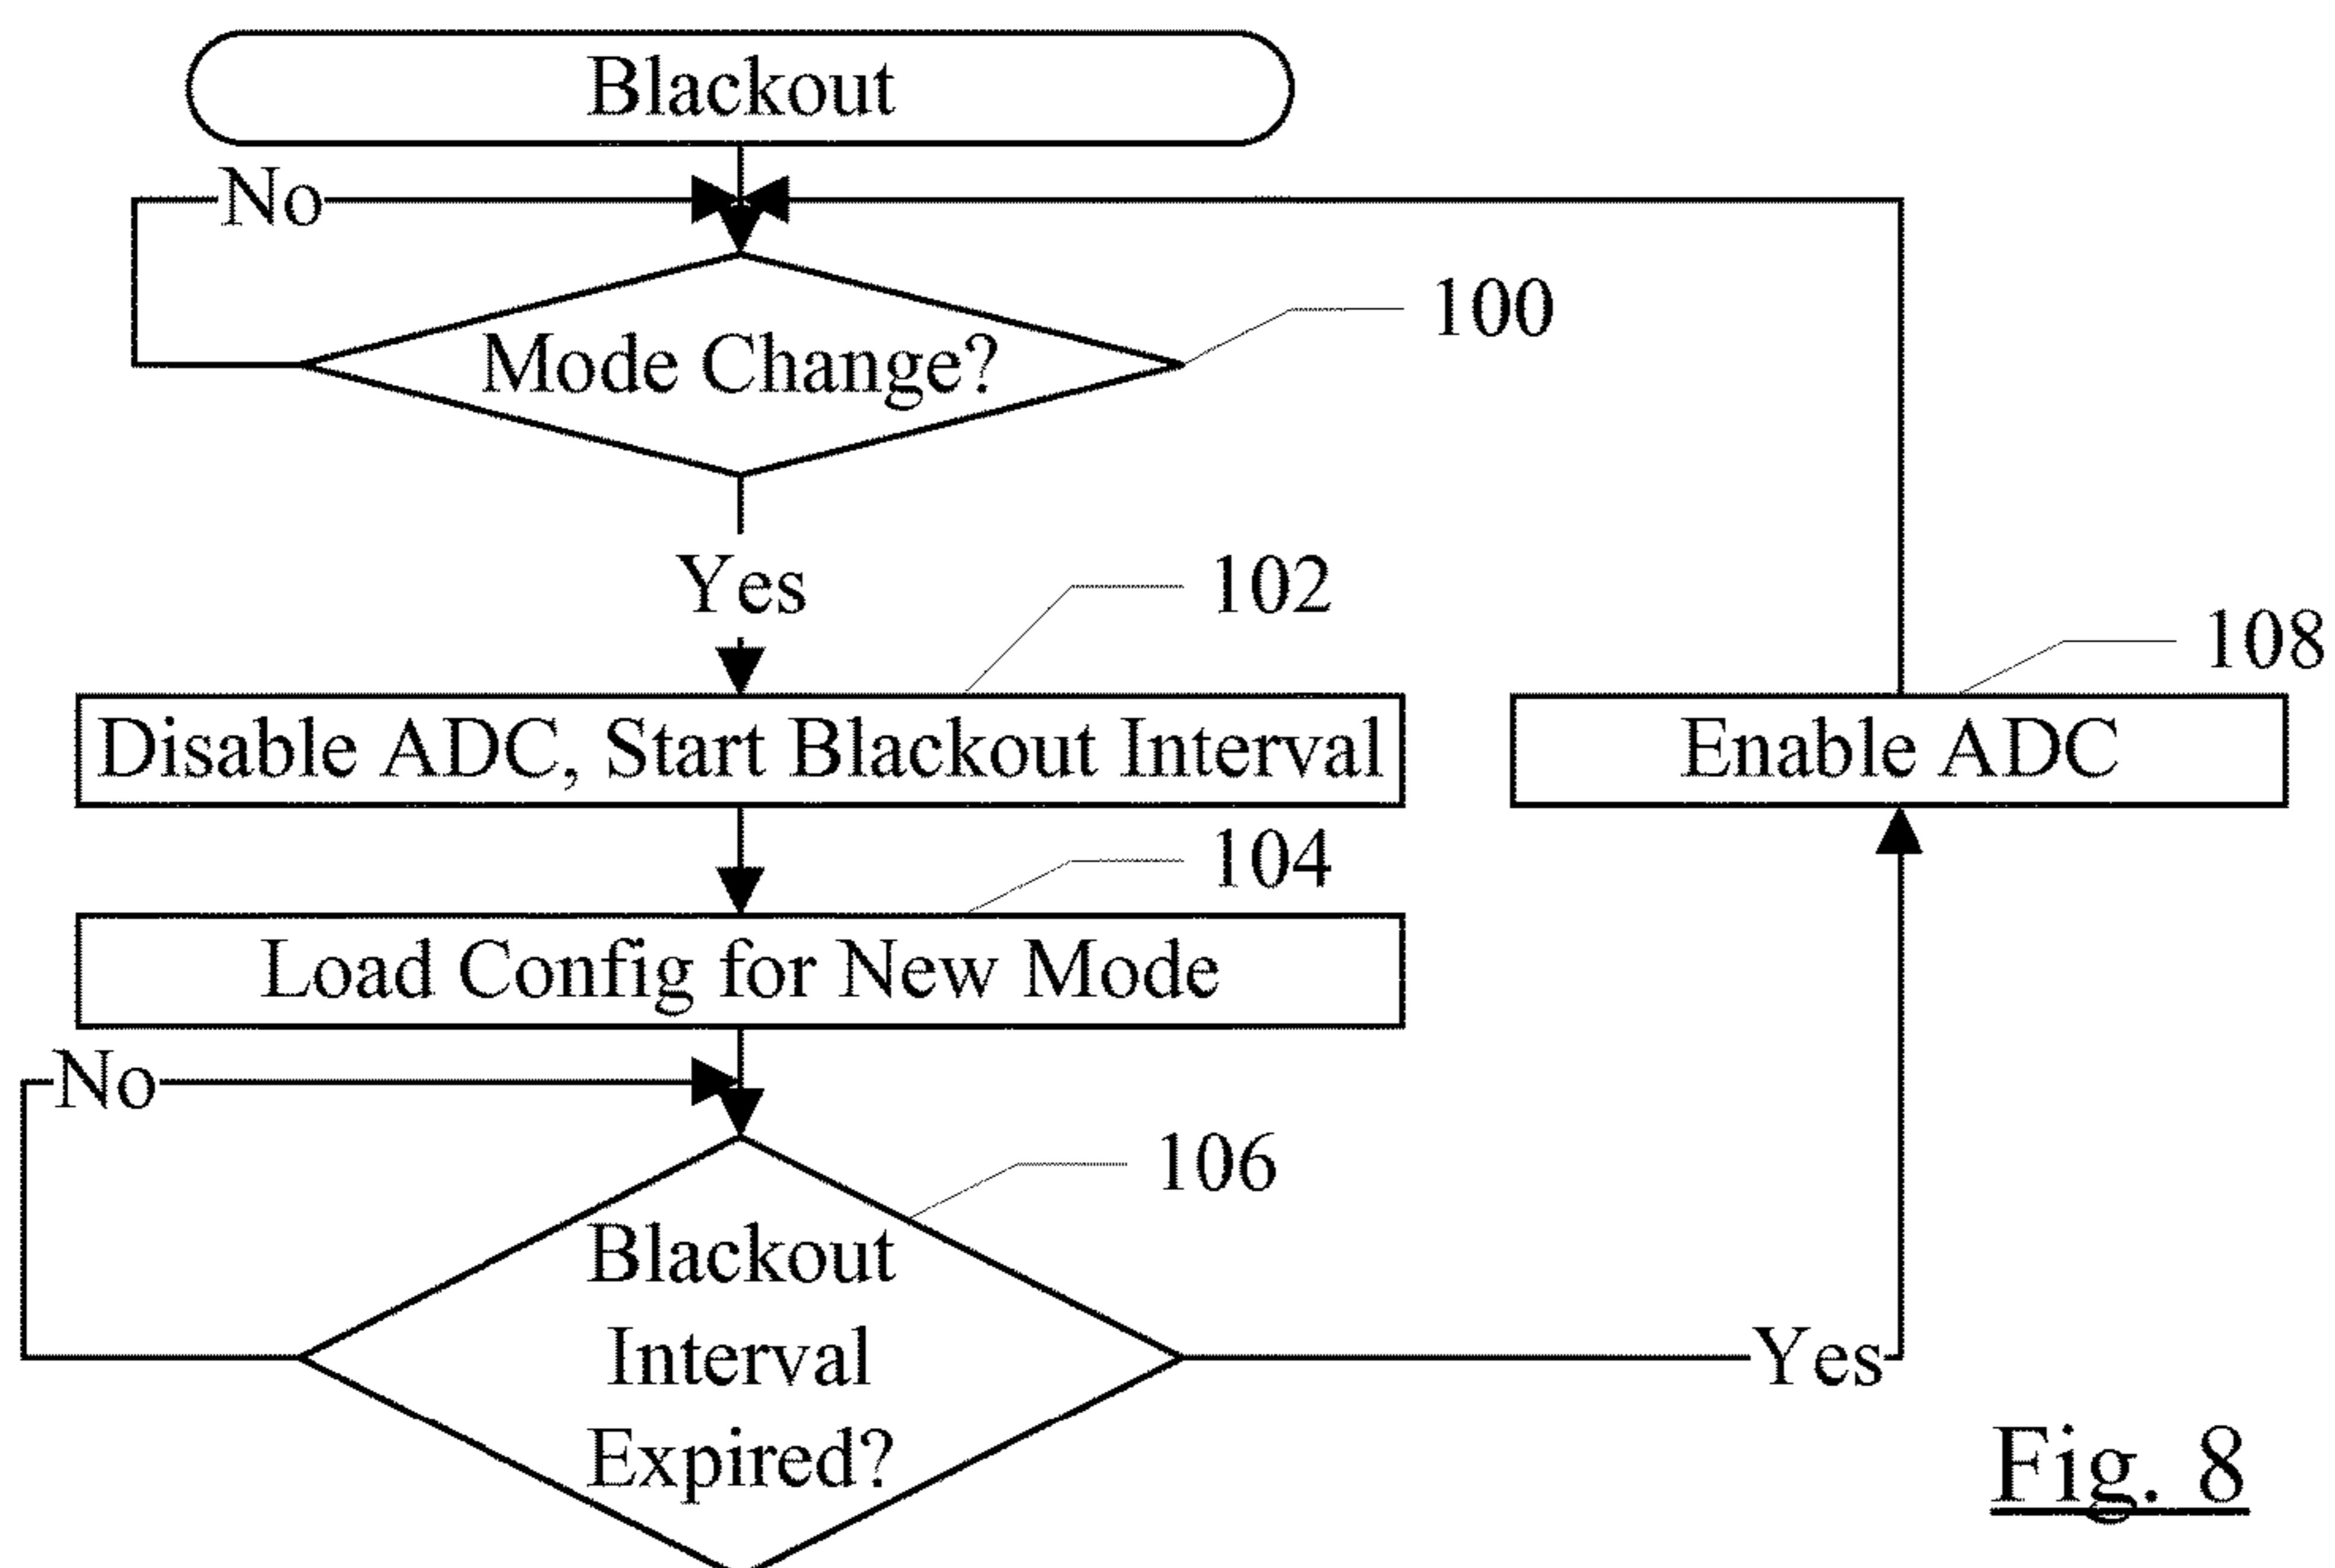 Blackout
No
Mode Change?
100
Yes
102
108
Disable ADC, Start Blackout Interval
Enable ADC
104
Load Config for New Mode
No
106
Blackout
Interval
Expired?
Yes
Fig. 8